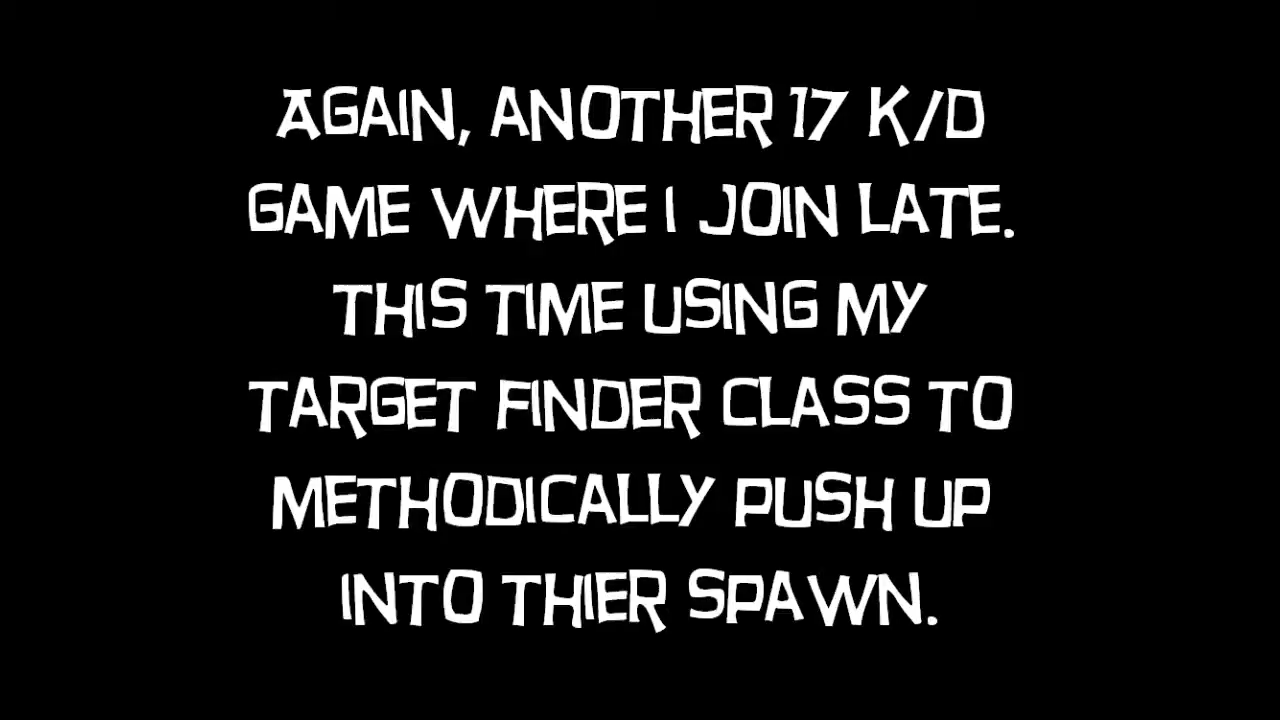 AGAIN, ANOTHER 17 K/D
GAME WHERE I JOIN LATE.
THIS TIME USING MY
TARGET FINDER CLASS TO
METHODICALLY PUSH UP
INTO THIER SPAWN.